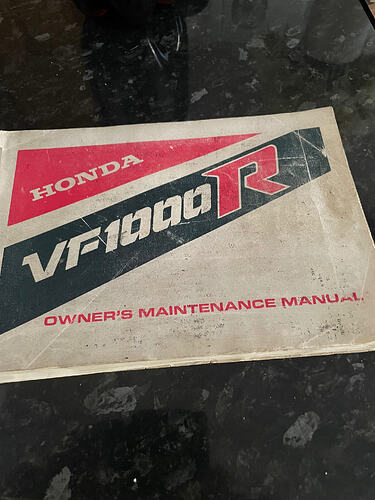 HONDA
VF1000R
OWNER'S MAINTENANCE MANUAL